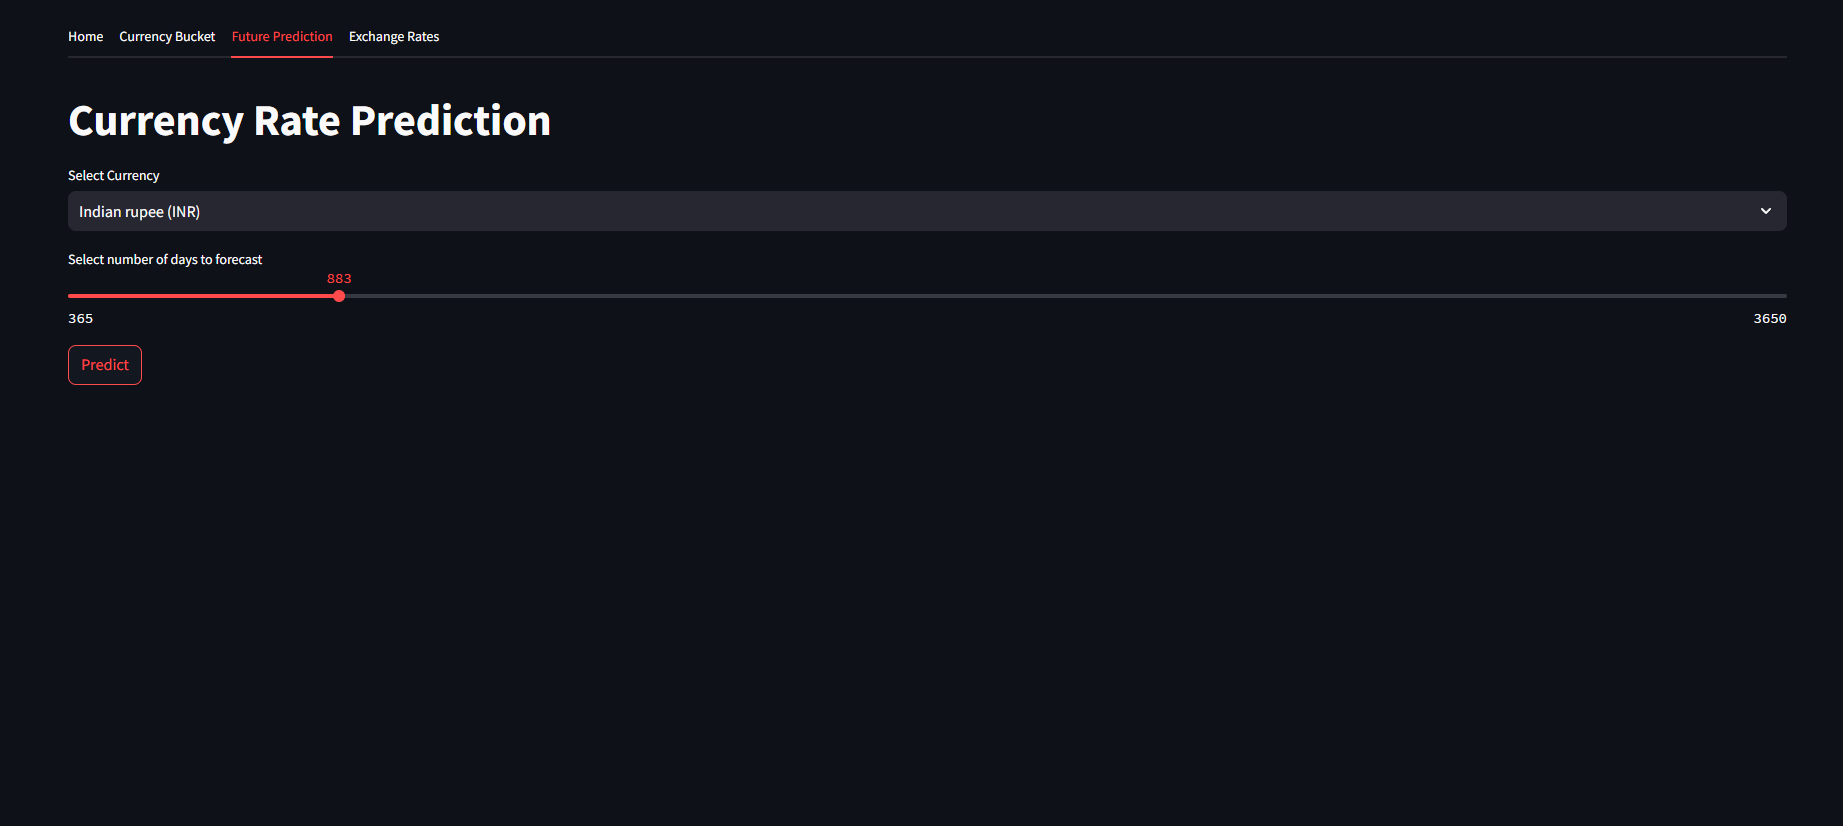 Home Currency Bucket Future Prediction Exchange Rates
Currency Rate Prediction
Select Currency
Indian rupee (INR)
Select number of days to forecast
883
365 3650
Predict